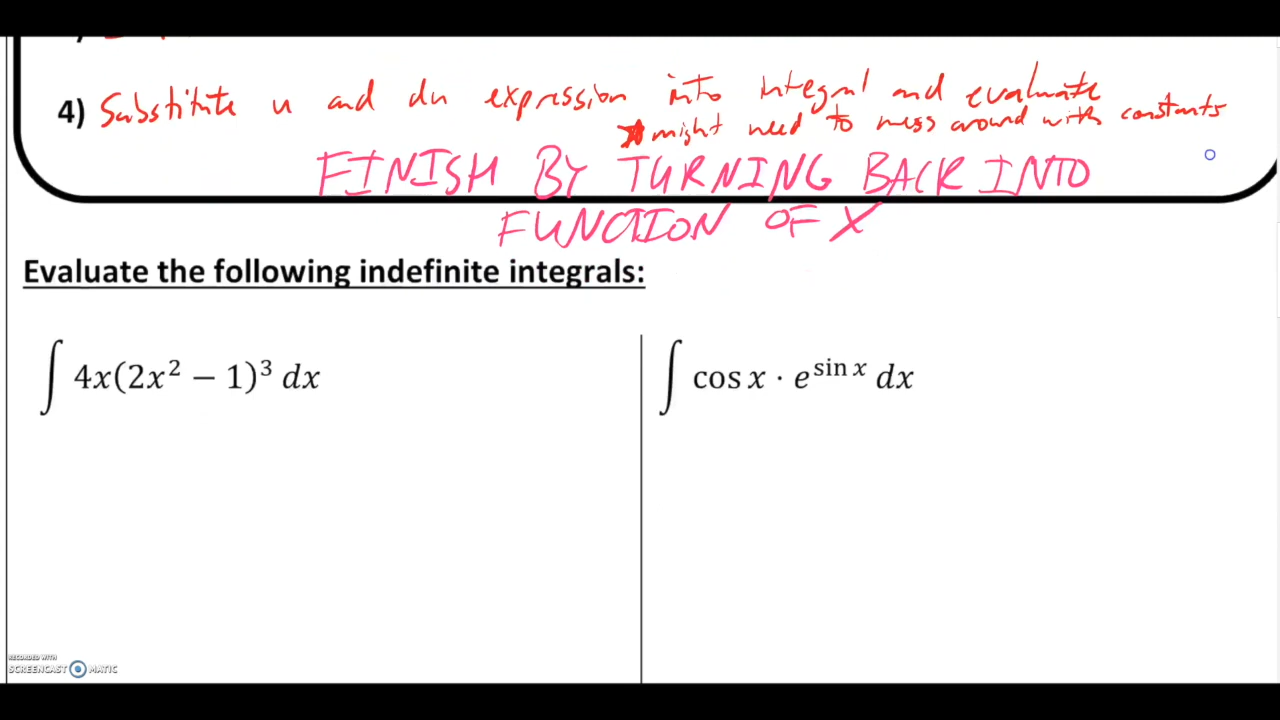 4) Substitute u and du expression into integral and evaluate
might need to mess around with constants
FINISH BY TURNING BACK INTO
FUNCTION OF X
Evaluate the following indefinite integrals:
∫ 4x(2x² − 1)³ dx
∫ cos x · e^{sin x} dx
RECORDED WITH
SCREENCAST MATIC